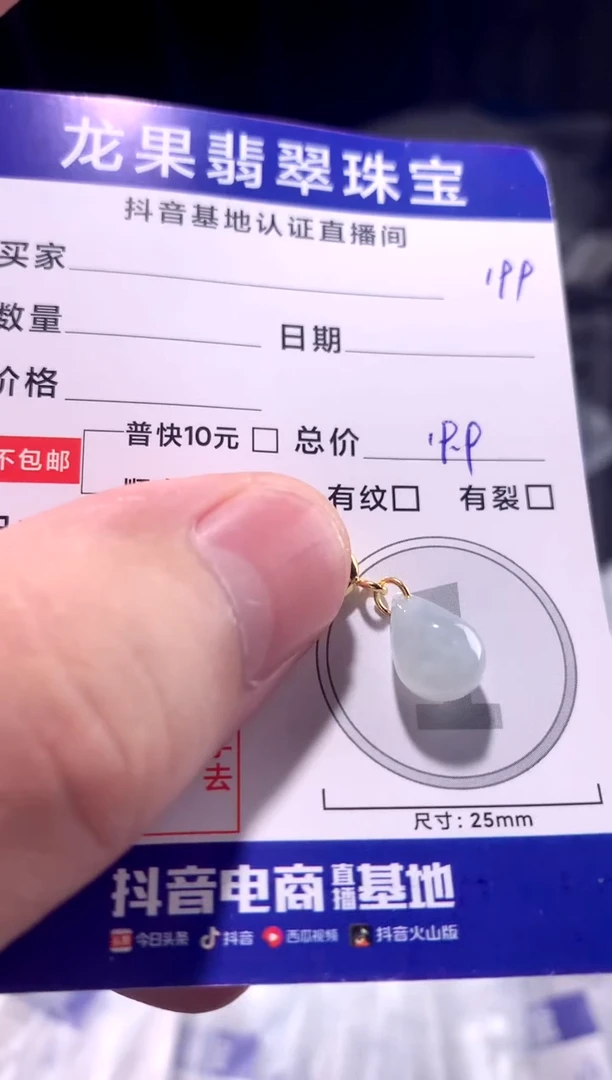 龙果翡翠珠宝
抖音基地认证直播间
买家
199
数量 日期
价格
不包邮 普快10元 □ 总价 199
有纹□ 有裂□
去
尺寸：25mm
抖音电商直播基地
今日头条 抖音 西瓜视频 抖音火山版